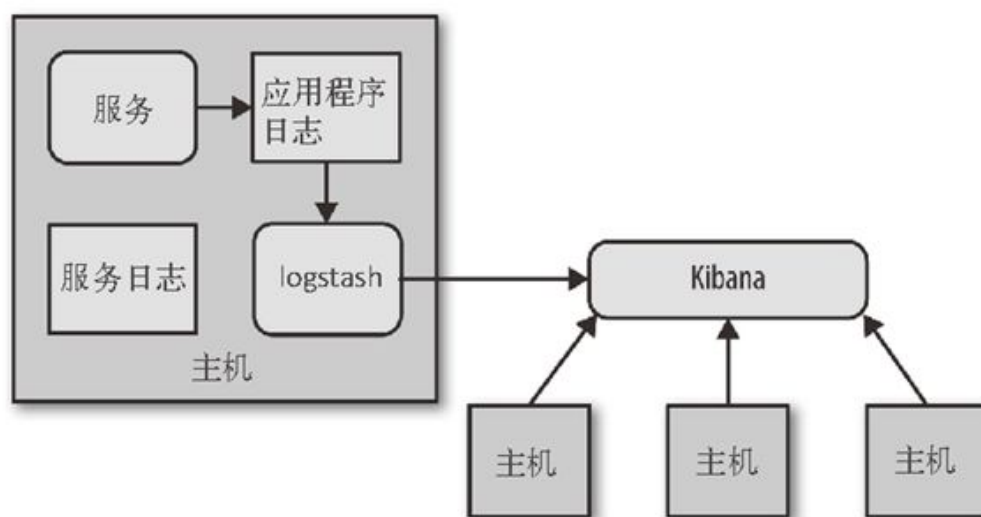 服务
应用程序
日志
服务日志
logstash
主机
Kibana
主机
主机
主机